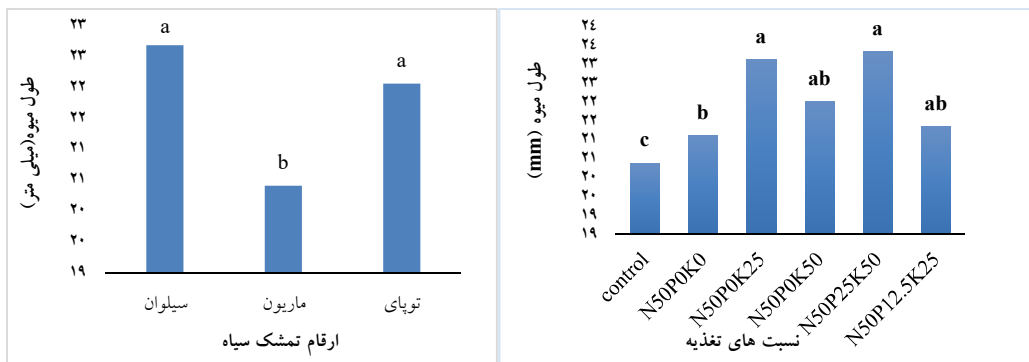 طول میوه(میلی متر)
۲۳
۲۳
۲۲
۲۲
۲۱
۲۱
۲۰
۲۰
۱۹
a
b
a
سیلوان
ماریون
توپای
ارقام تمشک سیاه
طول میوه (mm)
٢٤
٢٤
۲۳
۲۳
۲۲
۲۲
۲۱
۲۱
۲۰
۲۰
۱۹
۱۹
c
b
a
ab
a
ab
control
N50P0K0
N50P0K25
N50P0K50
N50P25K50
N50P12.5K25
نسبت های تغذیه